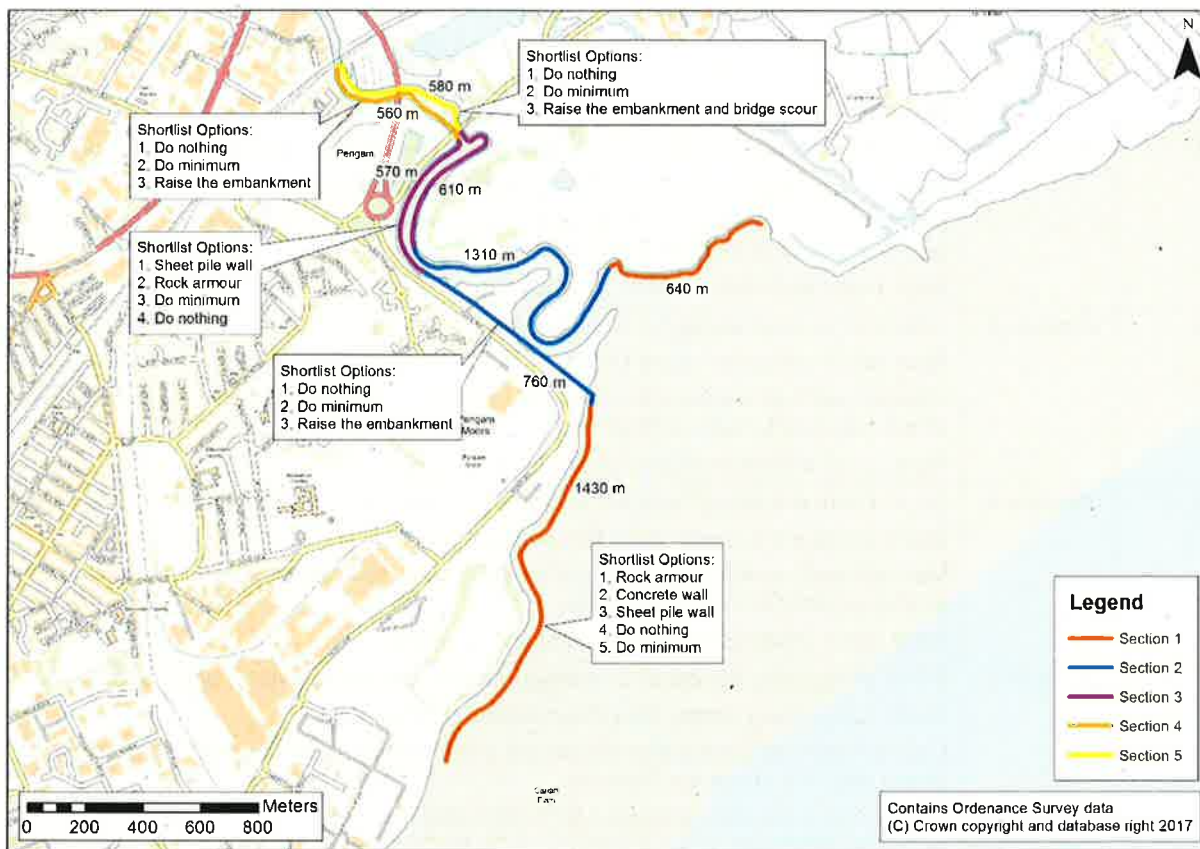 N
Shortlist Options:
1. Do nothing
2. Do minimum
3. Raise the embankment and bridge scour
580 m
560 m
Shortlist Options:
1. Do nothing
2. Do minimum
3. Raise the embankment
Pengam
570 m
610 m
Shortlist Options:
1. Sheet pile wall
2. Rock armour
3. Do minimum
4. Do nothing
1310 m
640 m
Shortlist Options:
1. Do nothing
2. Do minimum
3. Raise the embankment
760 m
Pengam
Moors
1430 m
Shortlist Options:
1. Rock armour
2. Concrete wall
3. Sheet pile wall
4. Do nothing
5. Do minimum
Legend
Section 1
Section 2
Section 3
Section 4
Section 5
Meters
0 200 400 600 800
Contains Ordenance Survey data
(C) Crown copyright and database right 2017